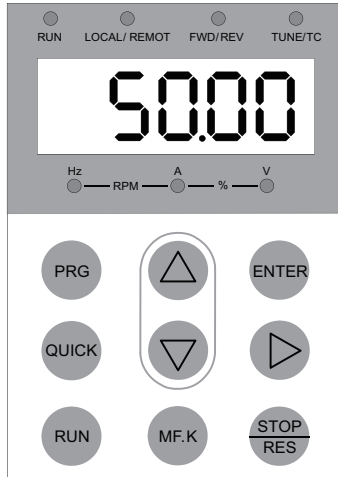 RUN LOCAL/REMOT FWD/REV TUNE/TC
50.00
Hz A V
RPM %
PRG ENTER
QUICK
RUN MF.K STOP
RES